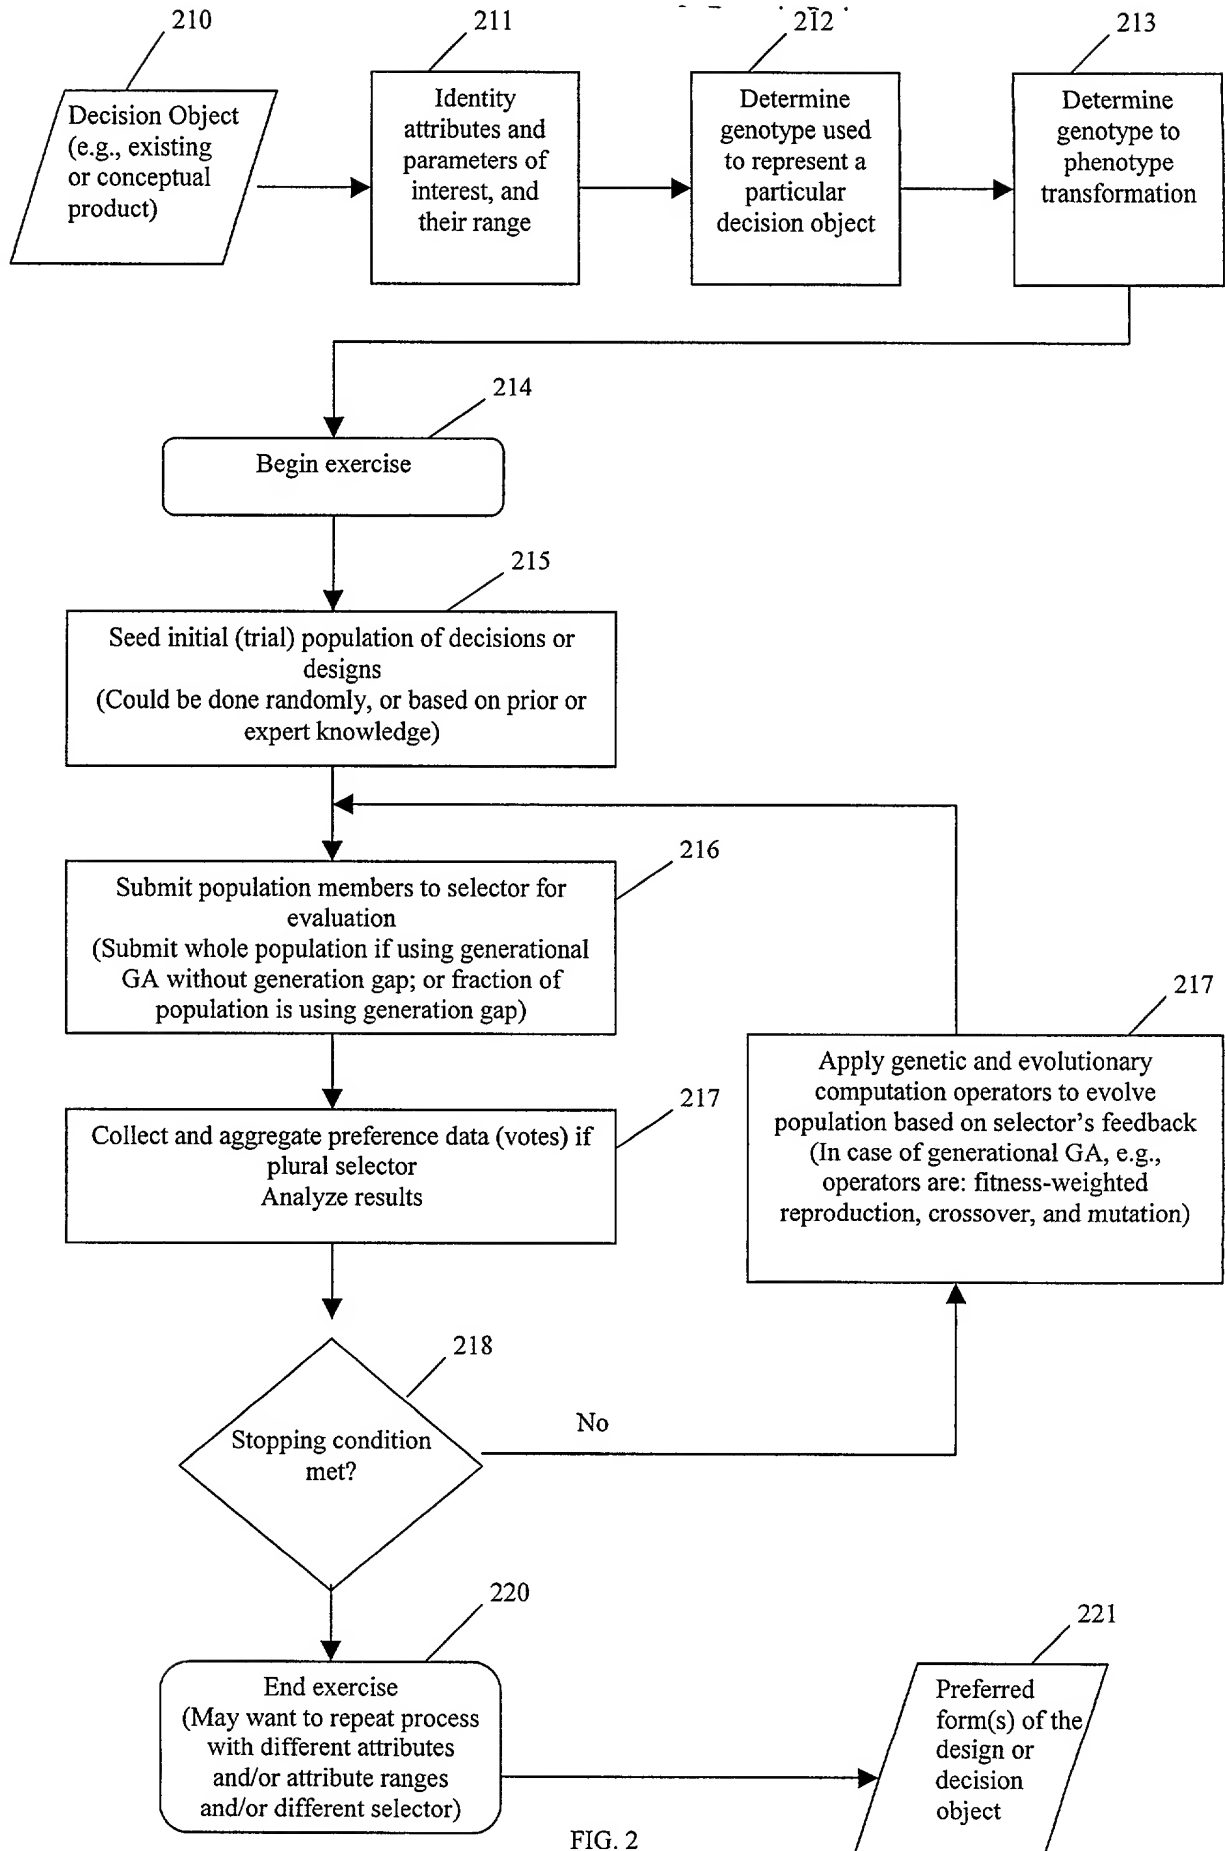 210
211
212
213
Decision Object
(e.g., existing
or conceptual
product)
Identity
attributes and
parameters of
interest, and
their range
Determine
genotype used
to represent a
particular
decision object
Determine
genotype to
phenotype
transformation
214
Begin exercise
215
Seed initial (trial) population of decisions or
designs
(Could be done randomly, or based on prior or
expert knowledge)
216
Submit population members to selector for
evaluation
(Submit whole population if using generational
GA without generation gap; or fraction of
population is using generation gap)
217
Apply genetic and evolutionary
computation operators to evolve
population based on selector's feedback
(In case of generational GA, e.g.,
operators are: fitness-weighted
reproduction, crossover, and mutation)
217
Collect and aggregate preference data (votes) if
plural selector
Analyze results
218
Stopping condition
met?
No
220
End exercise
(May want to repeat process
with different attributes
and/or attribute ranges
and/or different selector)
221
Preferred
form(s) of the
design or
decision
object
FIG. 2